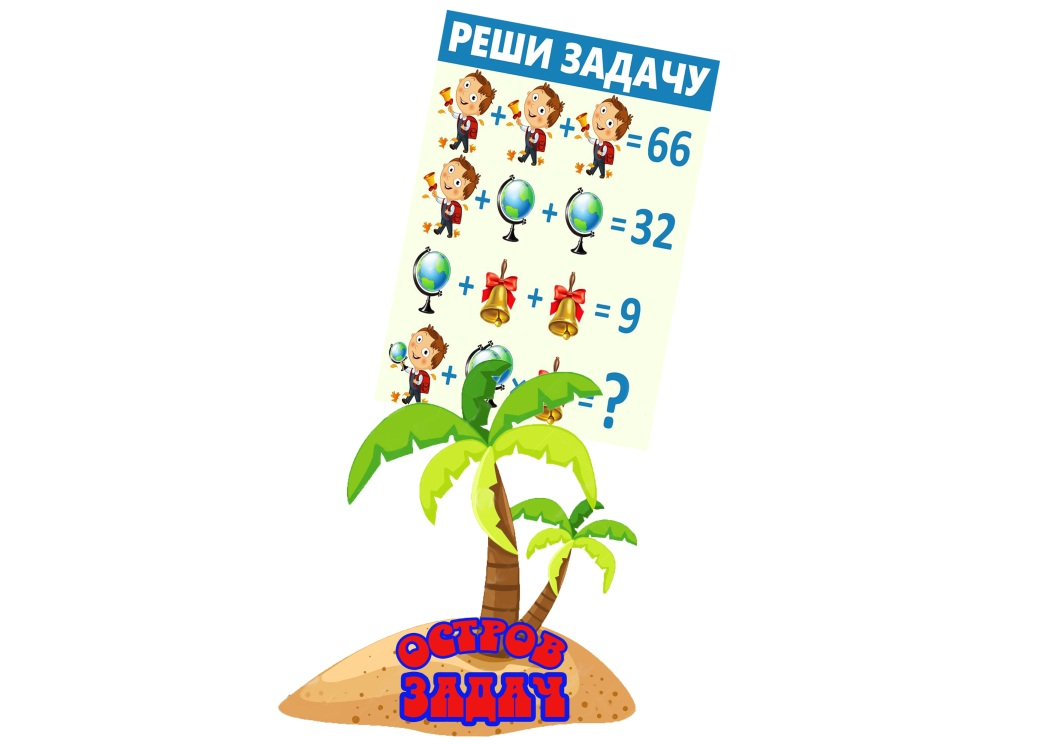 РЕШИ ЗАДАЧУ
+ + = 66
+ + = 32
+ + = 9
+ × = ?
ОСТРОВ
ЗАДАЧ